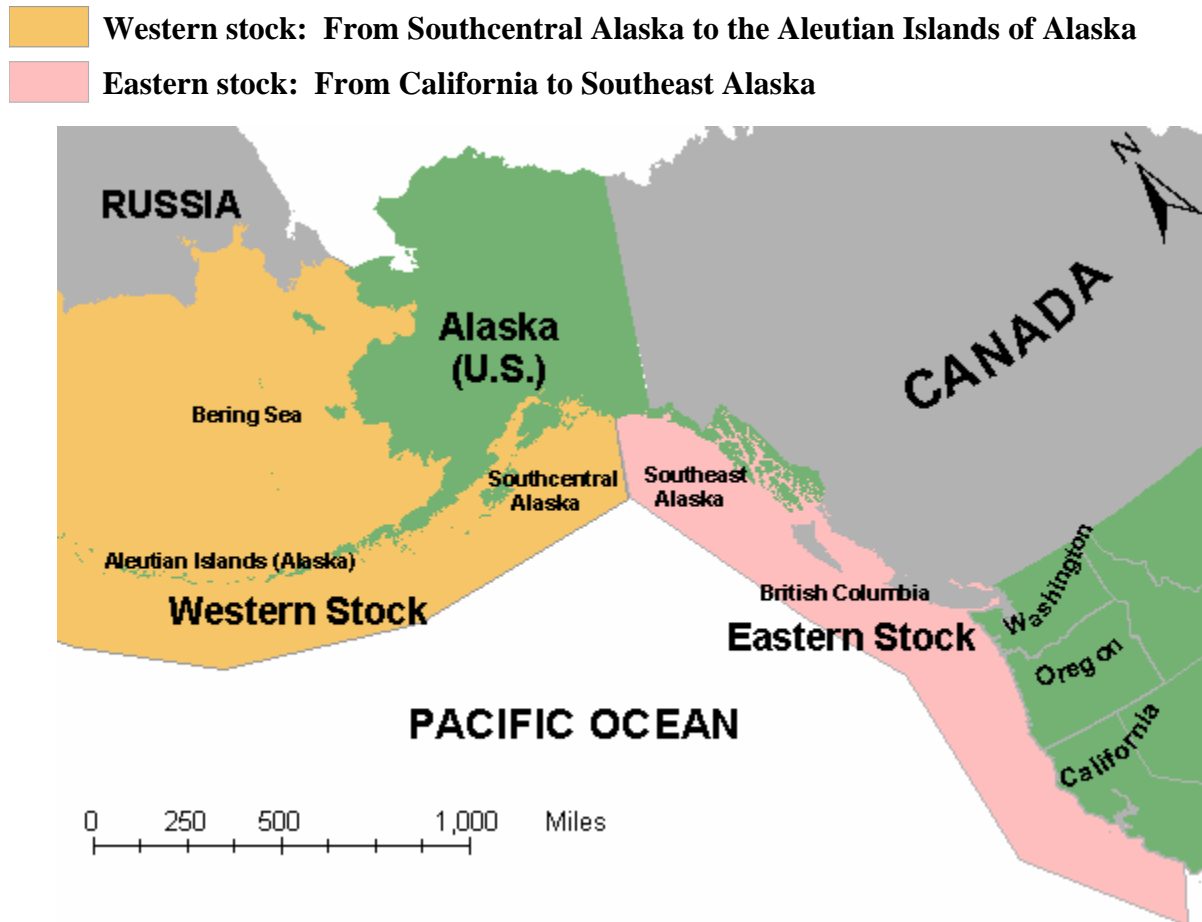 Western stock:  From Southcentral Alaska to the Aleutian Islands of Alaska
Eastern stock:  From California to Southeast Alaska
N
RUSSIA
CANADA
Alaska
(U.S.)
Bering Sea
Southcentral
Alaska
Southeast
Alaska
Aleutian Islands (Alaska)
Western Stock
British Columbia
Eastern Stock
Washington
Oregon
California
PACIFIC OCEAN
0 250 500 1,000 Miles